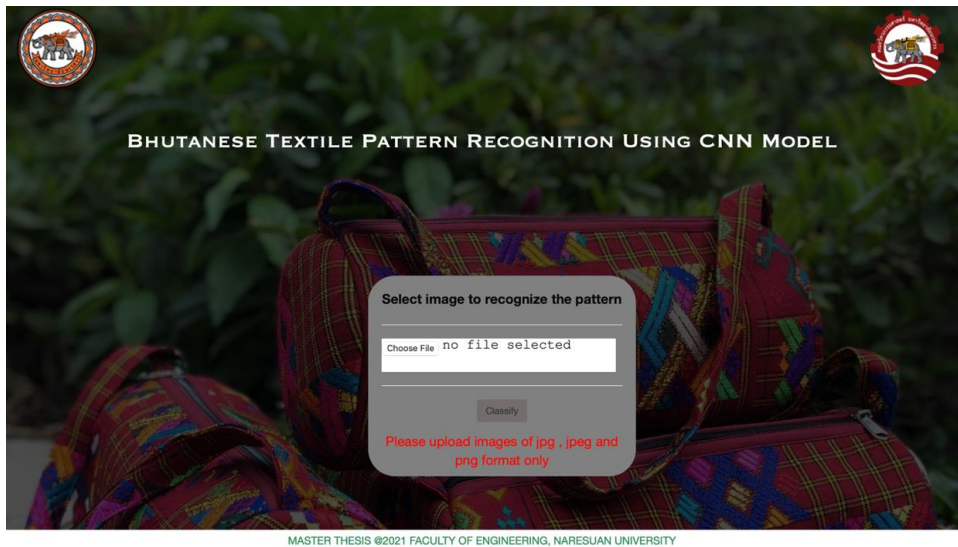 BHUTANESE TEXTILE PATTERN RECOGNITION USING CNN MODEL
Select image to recognize the pattern
Choose File no file selected
Classify
Please upload images of jpg , jpeg and
png format only
MASTER THESIS @2021 FACULTY OF ENGINEERING, NARESUAN UNIVERSITY